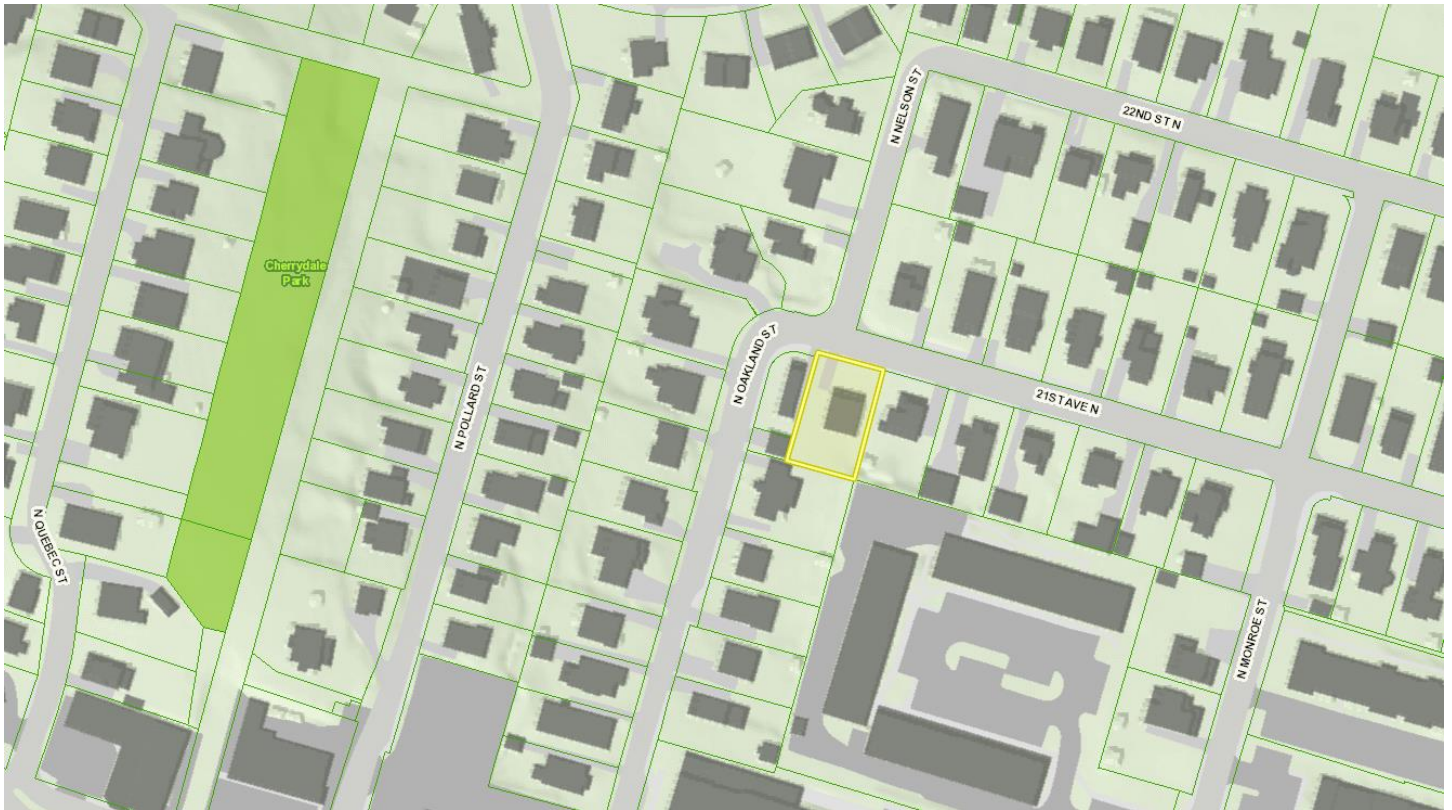 N NELSON ST
22ND ST N
Cherrydale
Park
N OAKLAND ST
N POLLARD ST
21ST AVE N
N QUEBEC ST
N MONROE ST